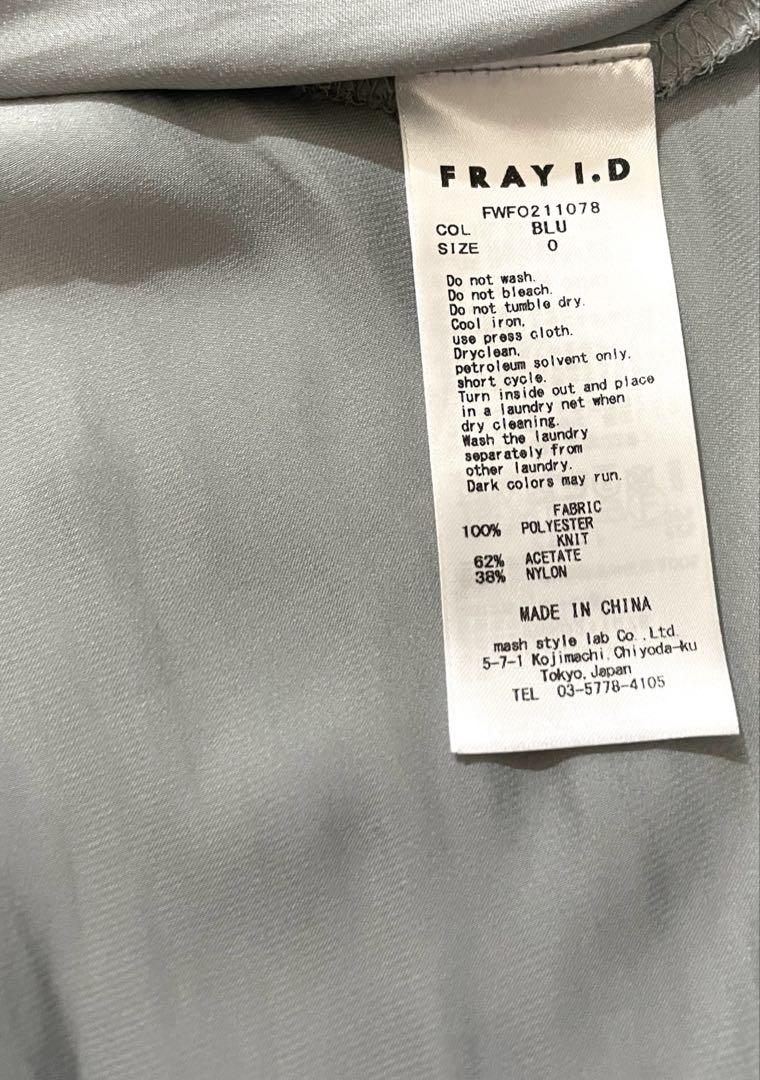 FRAY I.D
FWFO211078
COL BLU
SIZE 0
Do not wash.
Do not bleach.
Do not tumble dry.
Cool iron,
use press cloth.
Dryclean,
petroleum solvent only,
short cycle.
Turn inside out and place
in a laundry net when
dry cleaning.
Wash the laundry
separately from
other laundry.
Dark colors may run.
FABRIC
100% POLYESTER
KNIT
62% ACETATE
38% NYLON
MADE IN CHINA
mash style lab Co.,Ltd.
5-7-1 Kojimachi, Chiyoda-ku
Tokyo, Japan
TEL 03-5778-4105